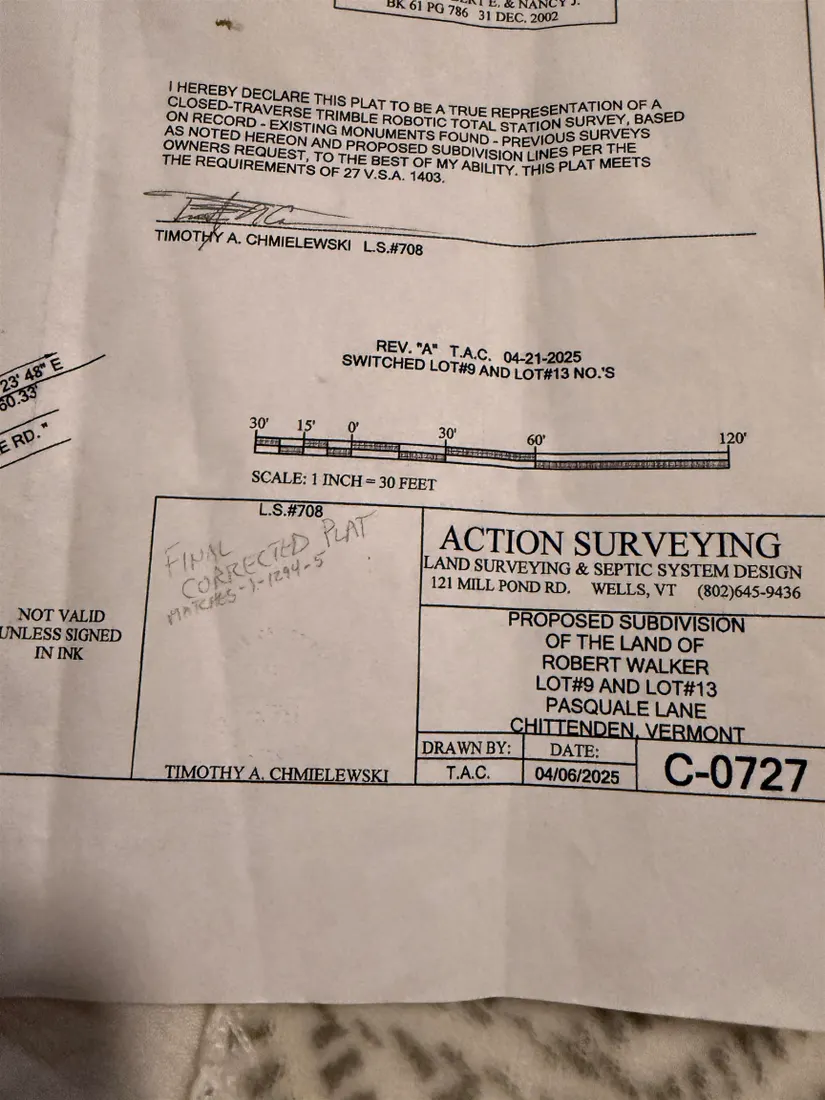 BK 61 PG 786 31 DEC. 2002
I HEREBY DECLARE THIS PLAT TO BE A TRUE REPRESENTATION OF A
CLOSED-TRAVERSE TRIMBLE ROBOTIC TOTAL STATION SURVEY, BASED
ON RECORD - EXISTING MONUMENTS FOUND - PREVIOUS SURVEYS
AS NOTED HEREON AND PROPOSED SUBDIVISION LINES PER THE
OWNERS REQUEST, TO THE BEST OF MY ABILITY. THIS PLAT MEETS
THE REQUIREMENTS OF 27 V.S.A. 1403.
TIMOTHY A. CHMIELEWSKI L.S.#708
REV. "A" T.A.C. 04-21-2025
SWITCHED LOT#9 AND LOT#13 NO.'S
23' 48" E
60.33'
E RD. "
30' 15' 0' 30' 60' 120'
SCALE: 1 INCH = 30 FEET
L.S.#708
FINAL
CORRECTED PLAT
MATCHES-1-1294-5
NOT VALID
UNLESS SIGNED
IN INK
TIMOTHY A. CHMIELEWSKI
ACTION SURVEYING
LAND SURVEYING & SEPTIC SYSTEM DESIGN
121 MILL POND RD. WELLS, VT (802)645-9436
PROPOSED SUBDIVISION
OF THE LAND OF
ROBERT WALKER
LOT#9 AND LOT#13
PASQUALE LANE
CHITTENDEN, VERMONT
DRAWN BY: DATE:
T.A.C. 04/06/2025
C-0727